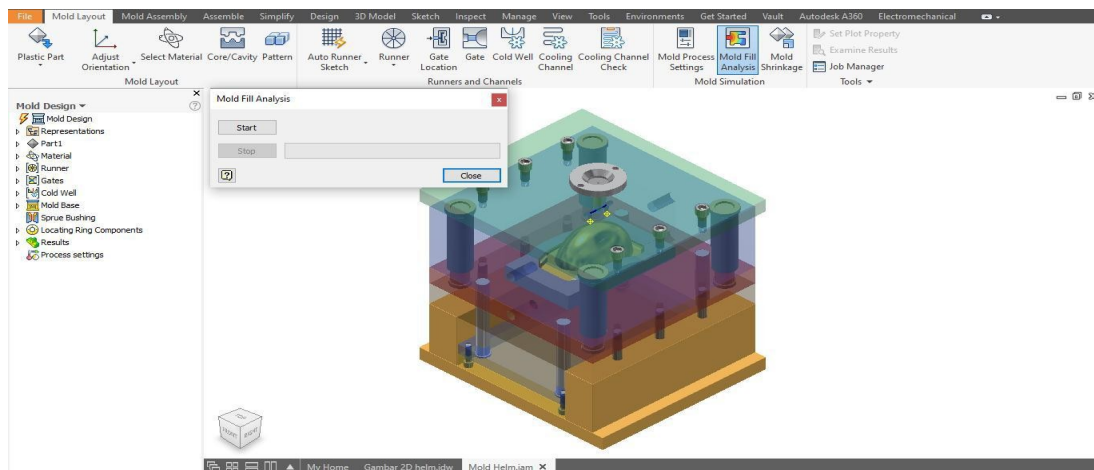 File Mold Layout Mold Assembly Assemble Simplify Design 3D Model Sketch Inspect Manage View Tools Environments Get Started Vault Autodesk A360 Electromechanical
Plastic Part
Adjust Orientation
Select Material
Core/Cavity
Pattern
Auto Runner Sketch
Runner
Gate Location
Gate
Cold Well
Cooling Channel
Cooling Channel Check
Mold Process Settings
Mold Fill Analysis
Mold Shrinkage
Set Plot Property
Examine Results
Job Manager
Mold Layout
Runners and Channels
Mold Simulation
Tools
Mold Design
Mold Design
Representations
Part1
Material
Runner
Gates
Cold Well
Mold Base
Sprue Bushing
Locating Ring Components
Results
Process settings
Mold Fill Analysis
Start
Stop
Close
TOP
FRONT
RIGHT
My Home Gambar 2D helm.idw Mold Helm.iam